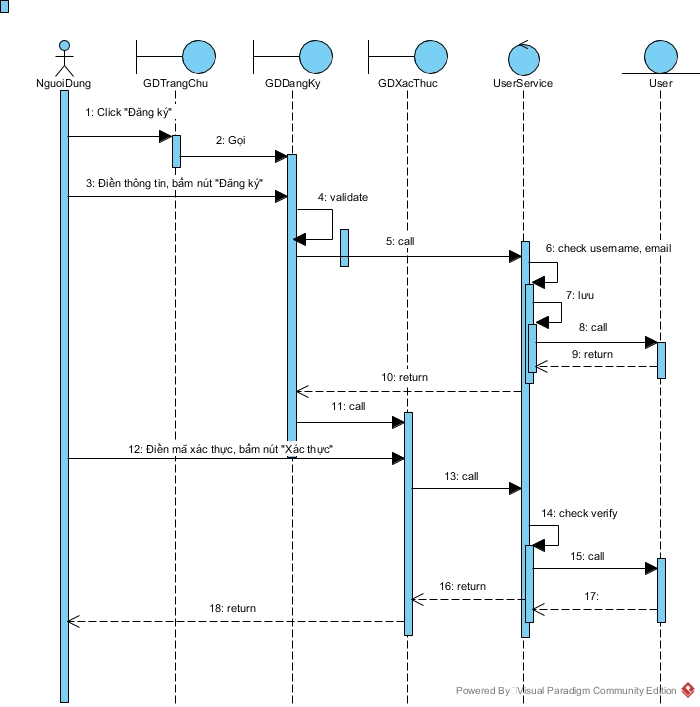 NguoiDung
GDTrangChu
GDDangKy
GDXacThuc
UserService
User
1: Click "Đăng ký"
2: Gọi
3: Điền thông tin, bấm nút "Đăng ký"
4: validate
5: call
6: check username, email
7: lưu
8: call
9: return
10: return
11: call
12: Điền mã xác thực, bấm nút "Xác thực"
13: call
14: check verify
15: call
16: return
17:
18: return
Powered By Visual Paradigm Community Edition